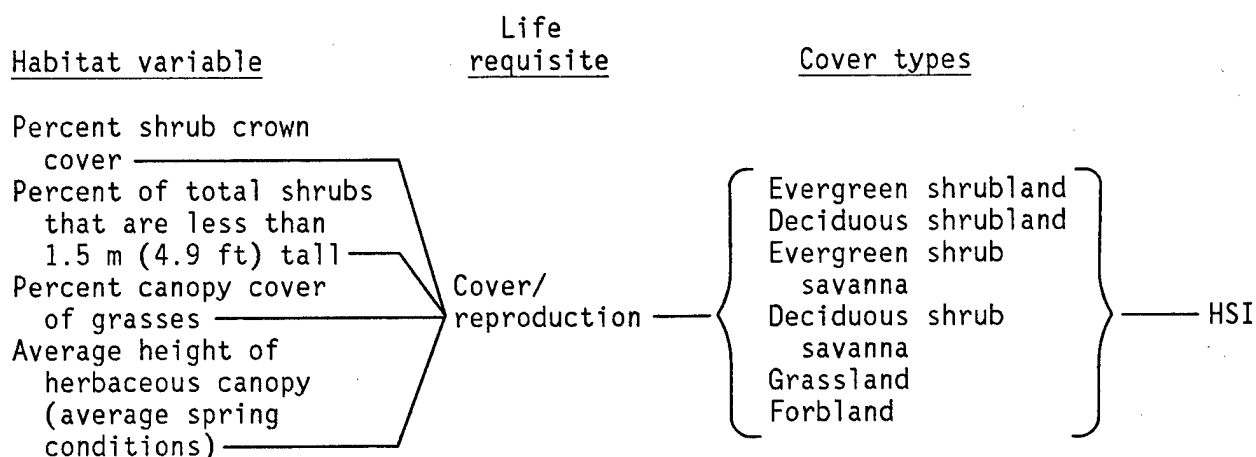 Habitat variable
Life
requisite
Cover types
Percent shrub crown
cover
Percent of total shrubs
that are less than
1.5 m (4.9 ft) tall
Percent canopy cover
of grasses
Average height of
herbaceous canopy
(average spring
conditions)
Cover/
reproduction
Evergreen shrubland
Deciduous shrubland
Evergreen shrub
savanna
Deciduous shrub
savanna
Grassland
Forbland
HSI